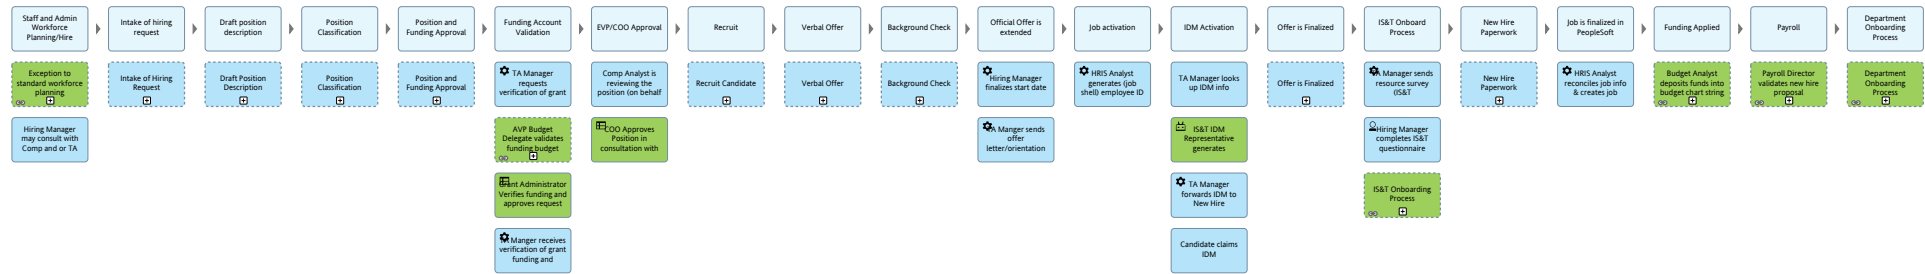 Staff and Admin
Workforce
Planning/Hire
Intake of hiring
request
Draft position
description
Position
Classification
Position and
Funding Approval
Funding Account
Validation
EVP/COO Approval
Recruit
Verbal Offer
Background Check
Official Offer is
extended
Job activation
IDM Activation
Offer is Finalized
IS&T Onboard
Process
New Hire
Paperwork
Job is finalized in
PeopleSoft
Funding Applied
Payroll
Department
Onboarding
Process
Exception to
standard workforce
planning
Intake of Hiring
Request
Draft Position
Description
Position
Classification
Position and
Funding Approval
TA Manager
requests
verification of grant
Comp Analyst is
reviewing the
position (on behalf
Recruit Candidate
Verbal Offer
Background Check
Hiring Manager
finalizes start date
HRIS Analyst
generates (job
shell) employee ID
TA Manager looks
up IDM info
Offer is Finalized
TA Manager sends
resource survey
(IS&T
New Hire
Paperwork
HRIS Analyst
reconciles job info
& creates job
Budget Analyst
deposits funds into
budget chart string
Payroll Director
validates new hire
proposal
Department
Onboarding
Process
Hiring Manager
may consult with
Comp and or TA
AVP Budget
Delegate validates
funding budget
COO Approves
Position in
consultation with
TA Manger sends
offer
letter/orientation
IS&T IDM
Representative
generates
Hiring Manager
completes IS&T
questionnaire
Grant Administrator
Verifies funding and
approves request
TA Manager
forwards IDM to
New Hire
IS&T Onboarding
Process
TA Manger receives
verification of grant
funding and
Candidate claims
IDM